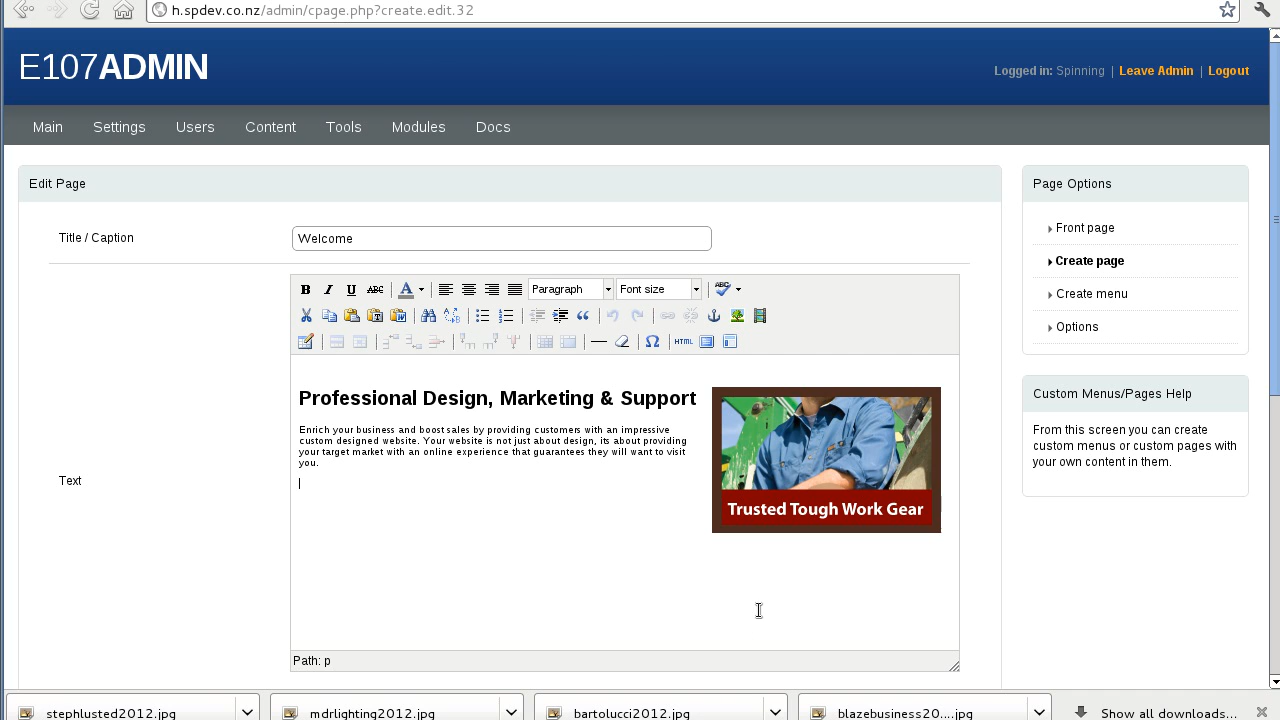 h.spdev.co.nz/admin/cpage.php?create.edit.32
E107ADMIN
Logged in: Spinning | Leave Admin | Logout
Main Settings Users Content Tools Modules Docs
Edit Page
Title / Caption
Welcome
B I U ABC A Paragraph Font size ABC
HTML
Professional Design, Marketing & Support
Enrich your business and boost sales by providing customers with an impressive
custom designed website. Your website is not just about design, its about providing
your target market with an online experience that guarantees they will want to visit
you.
Trusted Tough Work Gear
Text
Path: p
Page Options
Front page
Create page
Create menu
Options
Custom Menus/Pages Help
From this screen you can create
custom menus or custom pages with
your own content in them.
stephlusted2012.jpg
mdrlighting2012.jpg
bartolucci2012.jpg
blazebusiness20....jpg
Show all downloads...